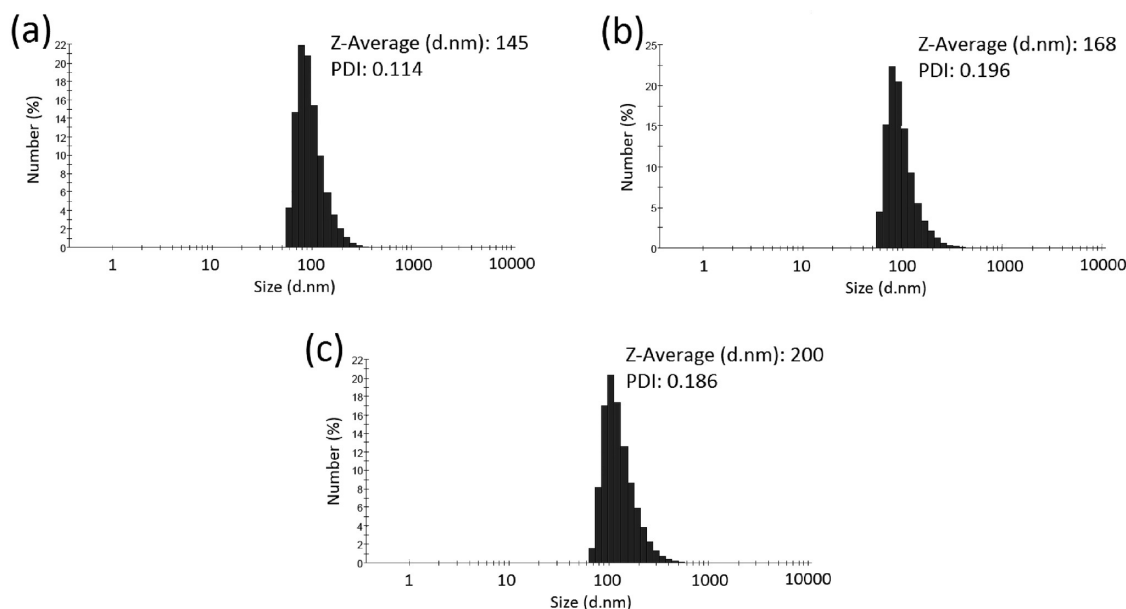 (a)
Z-Average (d.nm): 145
PDI: 0.114
Number (%)
22
20
18
16
14
12
10
8
6
4
2
0
1 10 100 1000 10000
Size (d.nm)
(b)
Z-Average (d.nm): 168
PDI: 0.196
Number (%)
25
20
15
10
5
0
1 10 100 1000 10000
Size (d.nm)
(c)
Z-Average (d.nm): 200
PDI: 0.186
Number (%)
22
20
18
16
14
12
10
8
6
4
2
0
1 10 100 1000 10000
Size (d.nm)